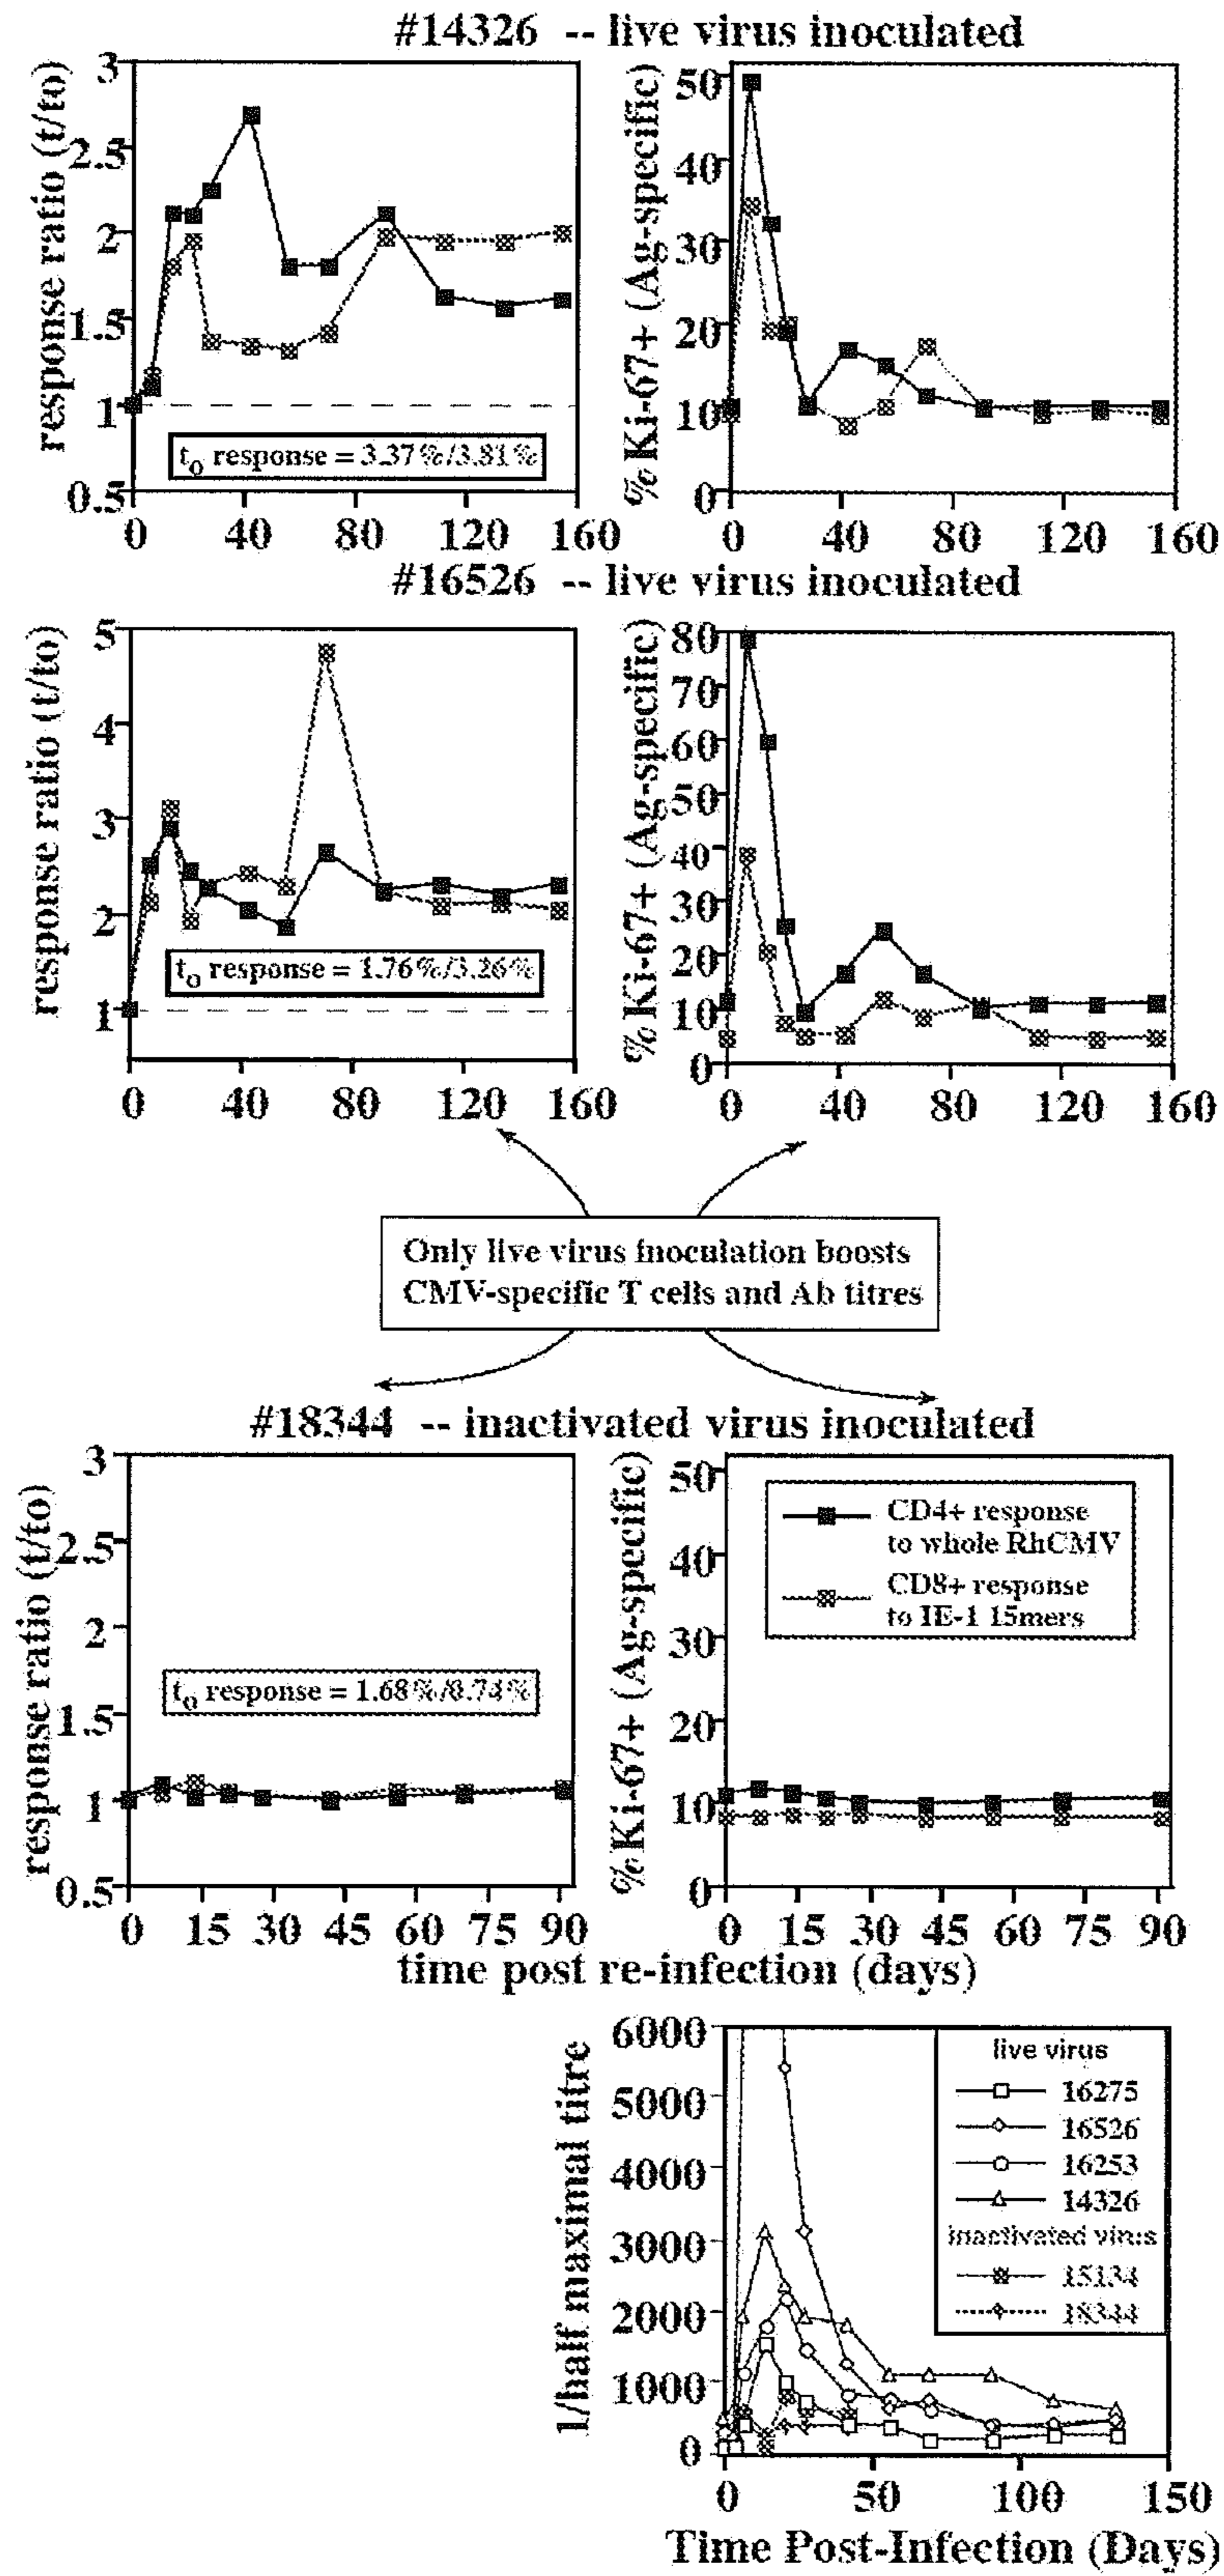 #14326 -- live virus inoculated
response ratio (t/to)
3
2.5
2
1.5
1
0.5
to response = 3.37%/3.81%
0 40 80 120 160
% Ki-67+ (Ag-specific)
50
40
30
20
10
0
0 40 80 120 160
#16526 -- live virus inoculated
response ratio (t/to)
5
4
3
2
1
to response = 1.76%/3.26%
0 40 80 120 160
% Ki-67+ (Ag-specific)
80
70
60
50
40
30
20
10
0
0 40 80 120 160
Only live virus inoculation boosts
CMV-specific T cells and Ab titres
#18344 -- inactivated virus inoculated
response ratio (t/to)
3
2.5
2
1.5
1
0.5
to response = 1.68%/0.74%
0 15 30 45 60 75 90
% Ki-67+ (Ag-specific)
50
40
30
20
10
0
CD4+ response
to whole RhCMV
CD8+ response
to IE-1 15mers
0 15 30 45 60 75 90
time post re-infection (days)
1/half maximal titre
6000
5000
4000
3000
2000
1000
0
live virus
16275
16526
16253
14326
inactivated virus
15134
18344
0 50 100 150
Time Post-Infection (Days)